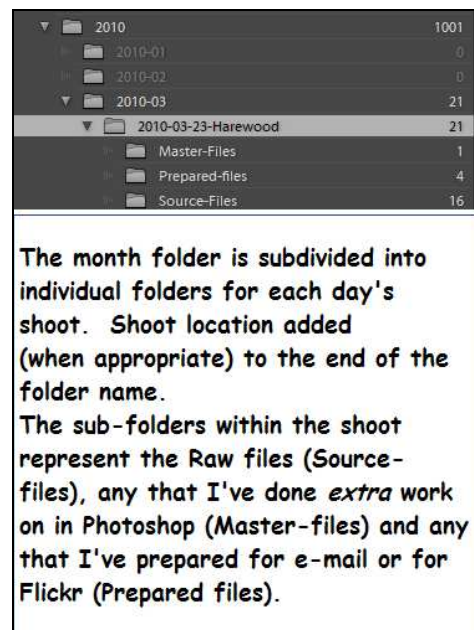 2010 1001
2010-01 0
2010-02 0
2010-03 21
2010-03-23-Harewood 21
Master-Files 1
Prepared-files 4
Source-Files 16
The month folder is subdivided into
individual folders for each day's
shoot. Shoot location added
(when appropriate) to the end of the
folder name.
The sub-folders within the shoot
represent the Raw files (Source-
files), any that I've done extra work
on in Photoshop (Master-files) and any
that I've prepared for e-mail or for
Flickr (Prepared files).